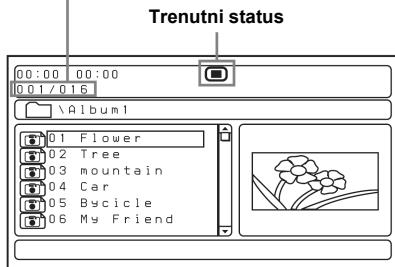 Trenutni status
00:00 00:00
001/016
\Album1
01 Flower
02 Tree
03 mountain
04 Car
05 Bycicle
06 My Friend